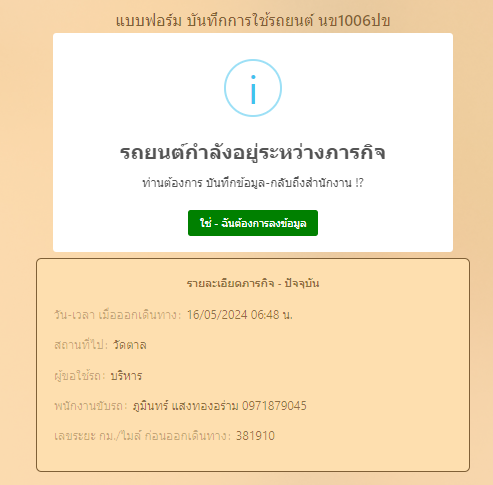 แบบฟอร์ม บันทึกการใช้รถยนต์ นข1006ปข
i
รถยนต์กำลังอยู่ระหว่างภารกิจ
ท่านต้องการ บันทึกข้อมูล-กลับถึงสำนักงาน !?
ใช่ - ฉันต้องการลงข้อมูล
รายละเอียดภารกิจ - ปัจจุบัน
วัน-เวลา เมื่อออกเดินทาง: 16/05/2024 06:48 น.
สถานที่ไป: วัดตาล
ผู้ขอใช้รถ: บริหาร
พนักงานขับรถ: ภูมินทร์ แสงทองอร่าม 0971879045
เลขระยะ กม./ไมล์ ก่อนออกเดินทาง: 381910